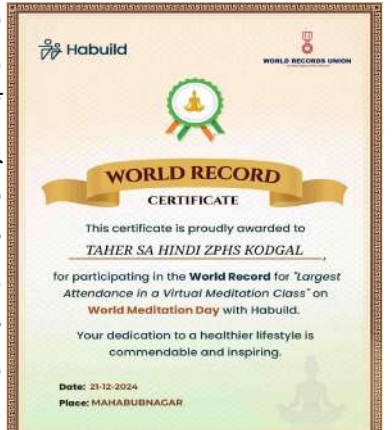 Habuild
WORLD RECORDS UNION
WORLD RECORD
CERTIFICATE
This certificate is proudly awarded to
TAHER SA HINDI ZPHS KODGAL
for participating in the World Record for "Largest
Attendance in a Virtual Meditation Class" on
World Meditation Day with Habuild.
Your dedication to a healthier lifestyle is
commendable and inspiring.
Date: 21-12-2024
Place: MAHABUBNAGAR